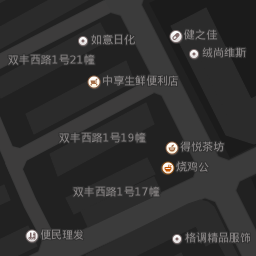 如意日化
健之佳
绒尚维斯
双丰西路1号21幢
中享生鲜便利店
双丰西路1号19幢
得悦茶坊
烧鸡公
双丰西路1号17幢
便民理发
格调精品服饰